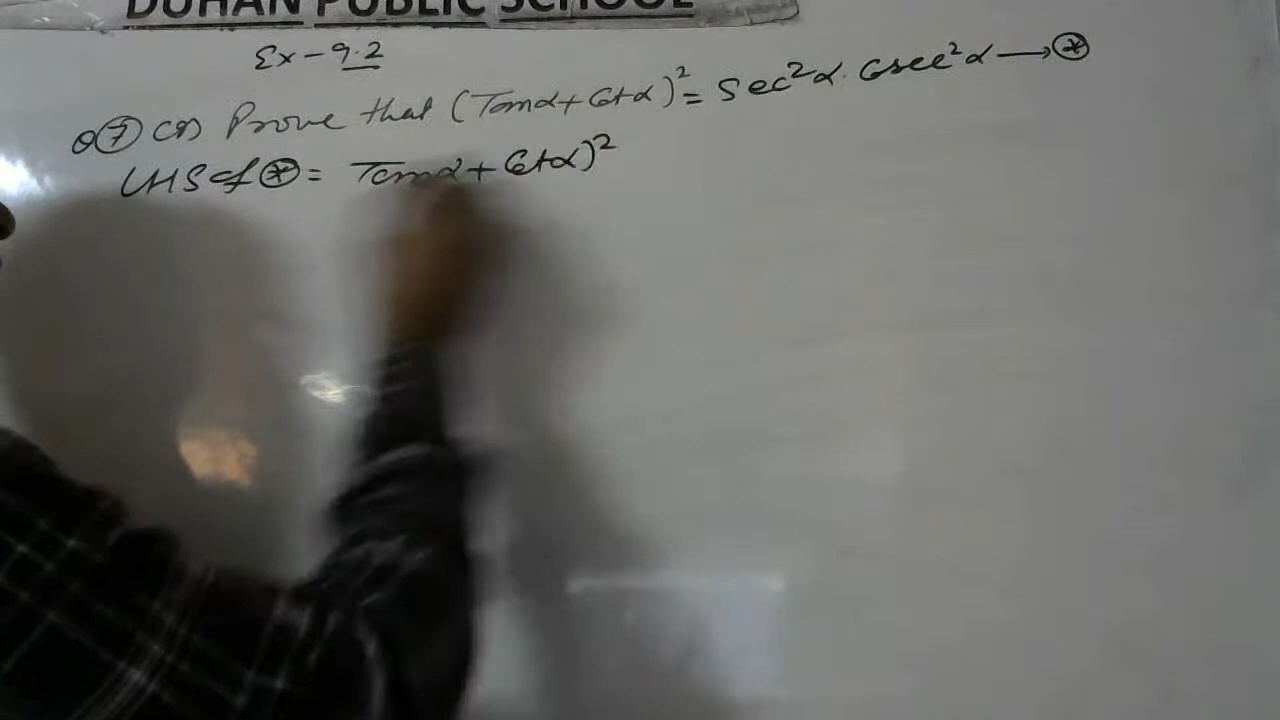 DUHAN PUBLIC SCHOOL
Ex - 9.2
Q ⑦ (i) Prove that (Tanα + Cotα)² = Sec²α . Cosec²α → ⊛
LHS of ⊛ = Tanα + Cotα)²